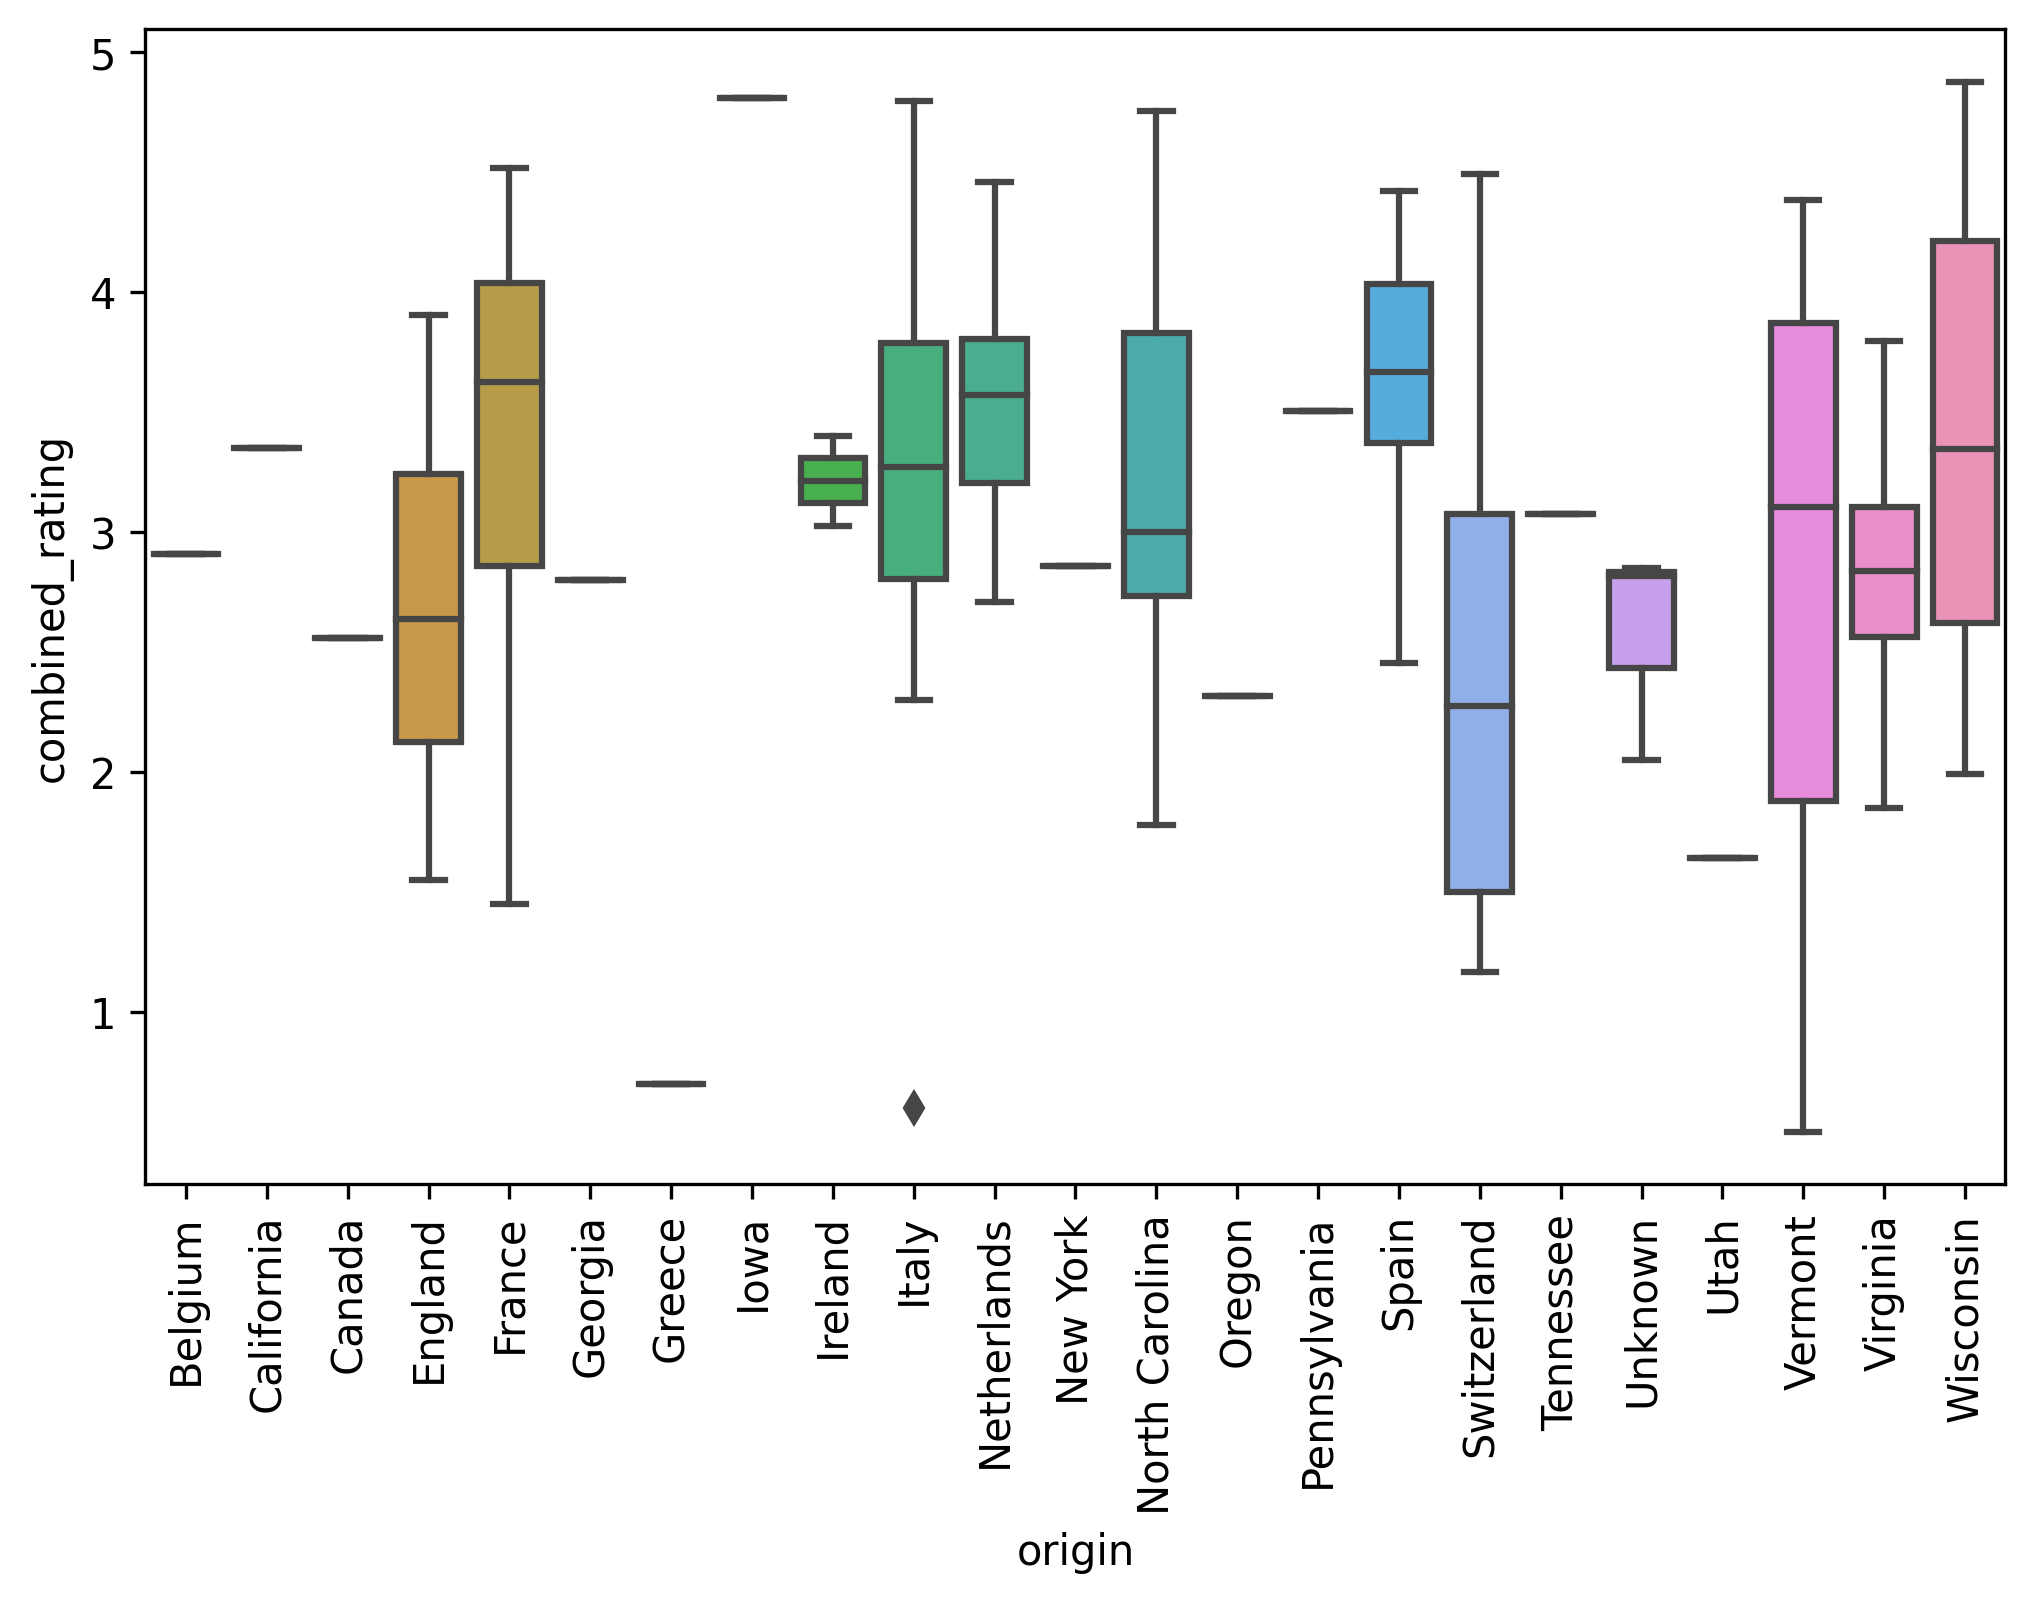 combined_rating
5
4
3
2
1
Belgium
California
Canada
England
France
Georgia
Greece
Iowa
Ireland
Italy
Netherlands
New York
North Carolina
Oregon
Pennsylvania
Spain
Switzerland
Tennessee
Unknown
Utah
Vermont
Virginia
Wisconsin
origin